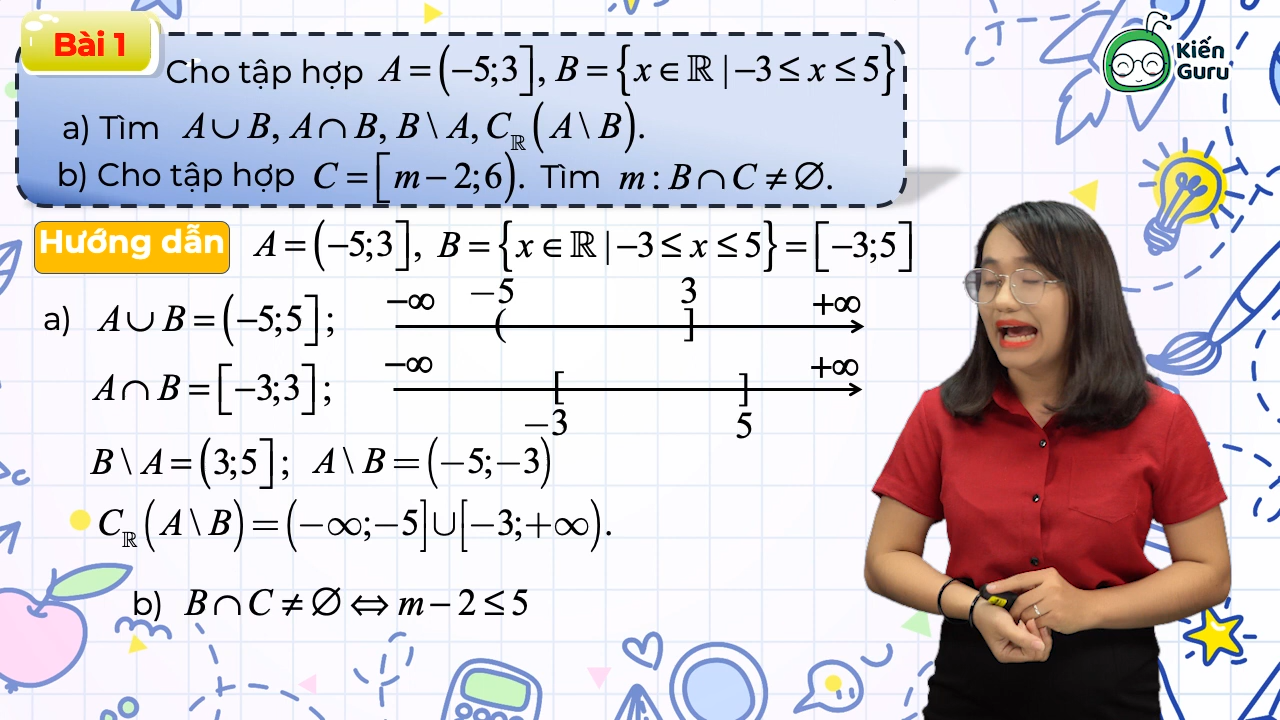 Bài 1
Kiến
Guru
Cho tập hợp A = (−5;3], B = {x ∈ ℝ | −3 ≤ x ≤ 5}
a) Tìm A ∪ B, A ∩ B, B \ A, C_ℝ (A \ B).
b) Cho tập hợp C = [m − 2;6). Tìm m : B ∩ C ≠ ∅.
Hướng dẫn A = (−5;3], B = {x ∈ ℝ | −3 ≤ x ≤ 5} = [−3;5]
a) A ∪ B = (−5;5];
−∞ −5 3 +∞
( ]
A ∩ B = [−3;3];
−∞ +∞
[ ]
−3 5
B \ A = (3;5]; A \ B = (−5;−3)
C_ℝ (A \ B) = (−∞;−5] ∪ [−3;+∞).
b) B ∩ C ≠ ∅ ⇔ m − 2 ≤ 5